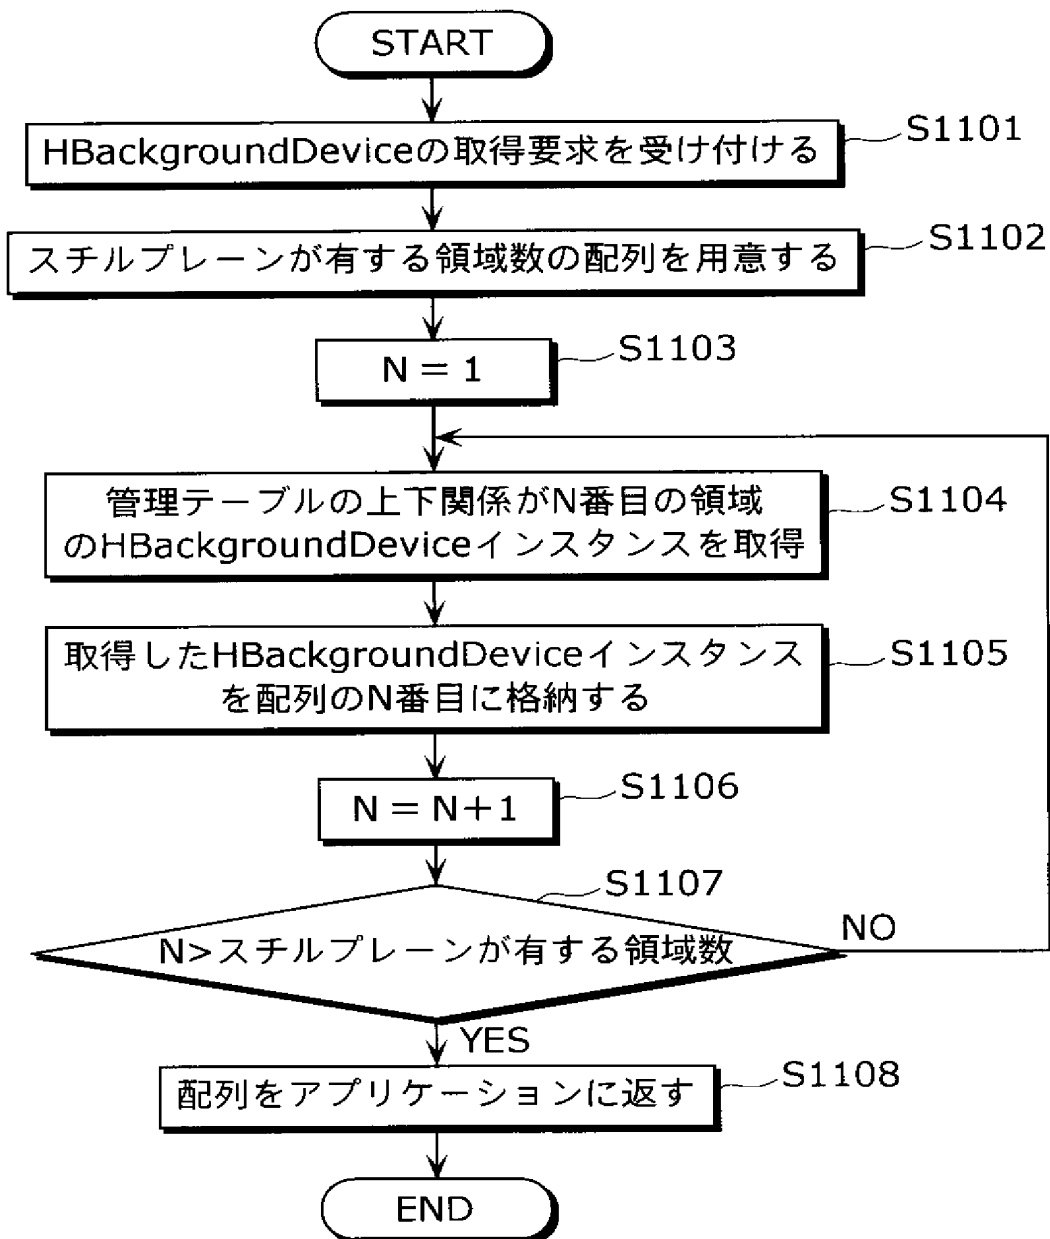 START
HBackgroundDeviceの取得要求を受け付ける
S1101
スチルプレーンが有する領域数の配列を用意する
S1102
N = 1
S1103
管理テーブルの上下関係がN番目の領域
のHBackgroundDeviceインスタンスを取得
S1104
取得したHBackgroundDeviceインスタンス
を配列のN番目に格納する
S1105
N = N+1
S1106
N>スチルプレーンが有する領域数
S1107
NO
YES
配列をアプリケーションに返す
S1108
END